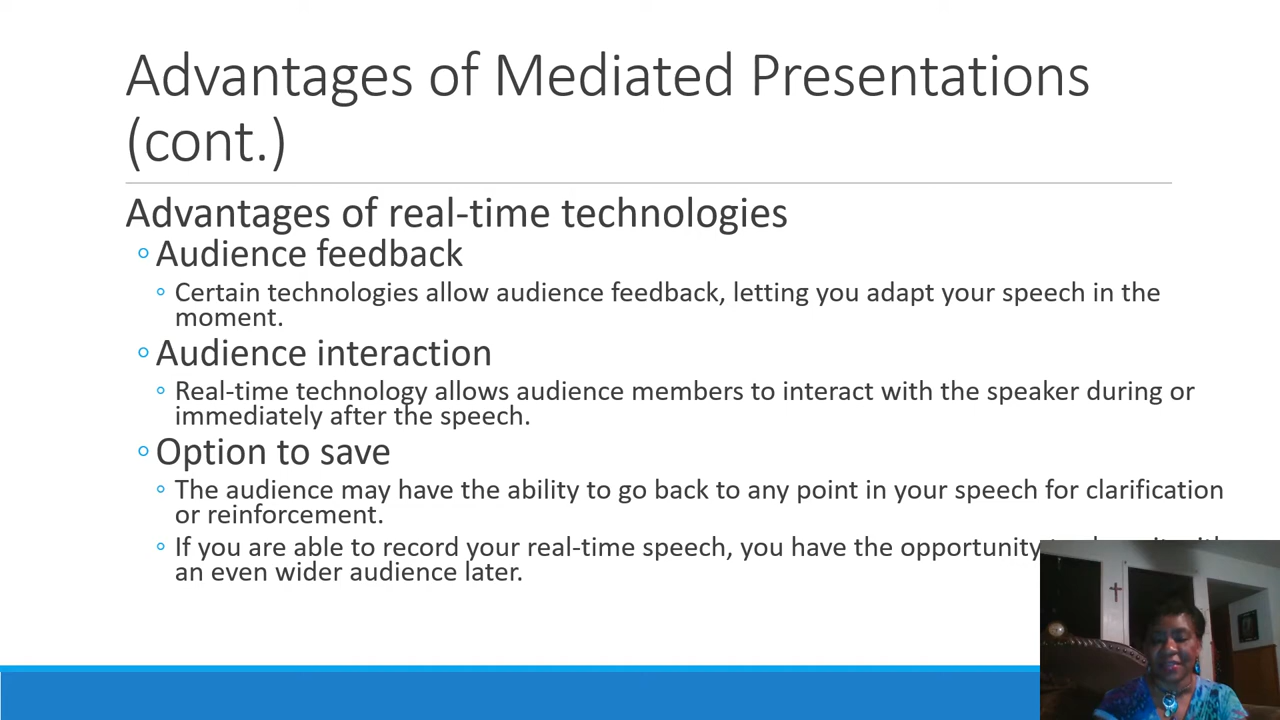 Advantages of Mediated Presentations
(cont.)
Advantages of real-time technologies
Audience feedback
Certain technologies allow audience feedback, letting you adapt your speech in the
moment.
Audience interaction
Real-time technology allows audience members to interact with the speaker during or
immediately after the speech.
Option to save
The audience may have the ability to go back to any point in your speech for clarification
or reinforcement.
If you are able to record your real-time speech, you have the opportunity
an even wider audience later.